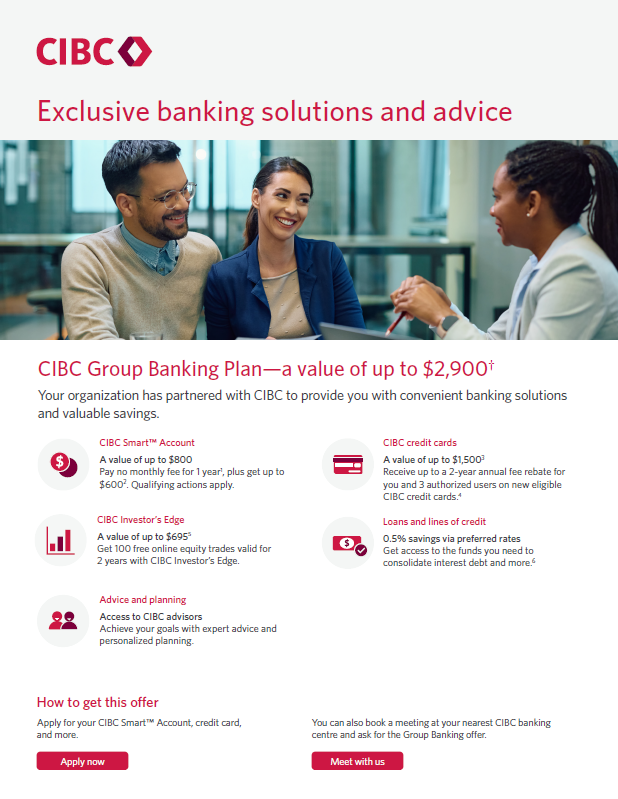 CIBC
Exclusive banking solutions and advice
CIBC Group Banking Plan—a value of up to $2,900†
Your organization has partnered with CIBC to provide you with convenient banking solutions
and valuable savings.
CIBC Smart™ Account
A value of up to $800
Pay no monthly fee for 1 year¹, plus get up to
$600². Qualifying actions apply.
CIBC credit cards
A value of up to $1,500³
Receive up to a 2-year annual fee rebate for
you and 3 authorized users on new eligible
CIBC credit cards.⁴
CIBC Investor's Edge
A value of up to $695⁵
Get 100 free online equity trades valid for
2 years with CIBC Investor's Edge.
Loans and lines of credit
0.5% savings via preferred rates
Get access to the funds you need to
consolidate interest debt and more.⁶
Advice and planning
Access to CIBC advisors
Achieve your goals with expert advice and
personalized planning.
How to get this offer
Apply for your CIBC Smart™ Account, credit card,
and more.
Apply now
You can also book a meeting at your nearest CIBC banking
centre and ask for the Group Banking offer.
Meet with us